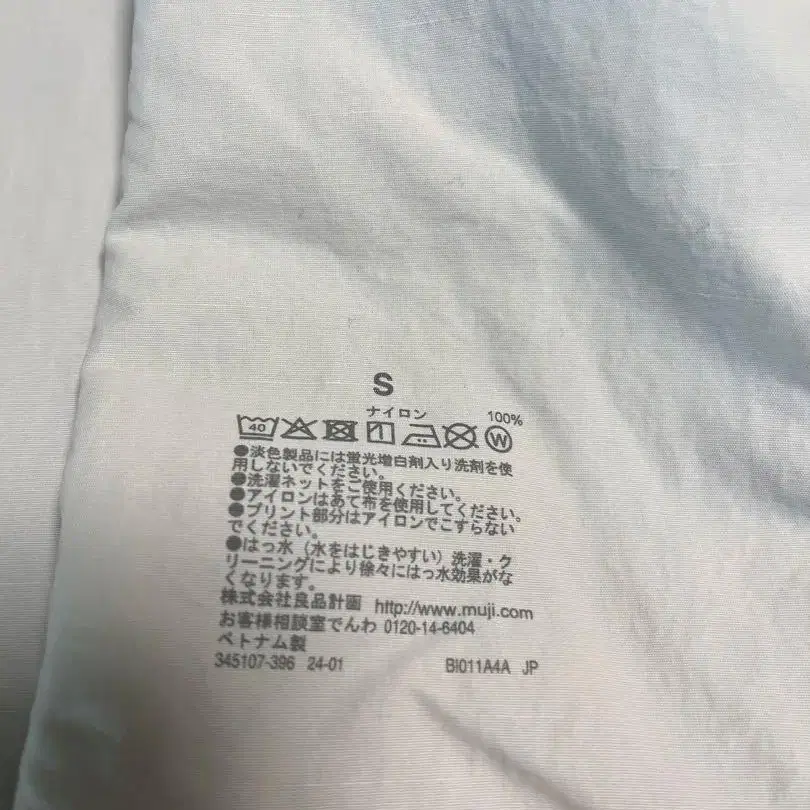 S
ナイロン 100%
40 W
●淡色製品には蛍光増白剤入り洗剤を使
用しないでください。
●洗濯ネットをご使用ください。
●アイロンはあて布を使用してください。
●プリント部分はアイロンでこすらない
でください。
●はっ水（水をはじきやすい）洗濯・ク
リーニングにより徐々にはっ水効果がな
くなります。
株式会社良品計画 http://www.muji.com
お客様相談室でんわ 0120-14-6404
ベトナム製
345107-396 24-01 BI011A4A JP